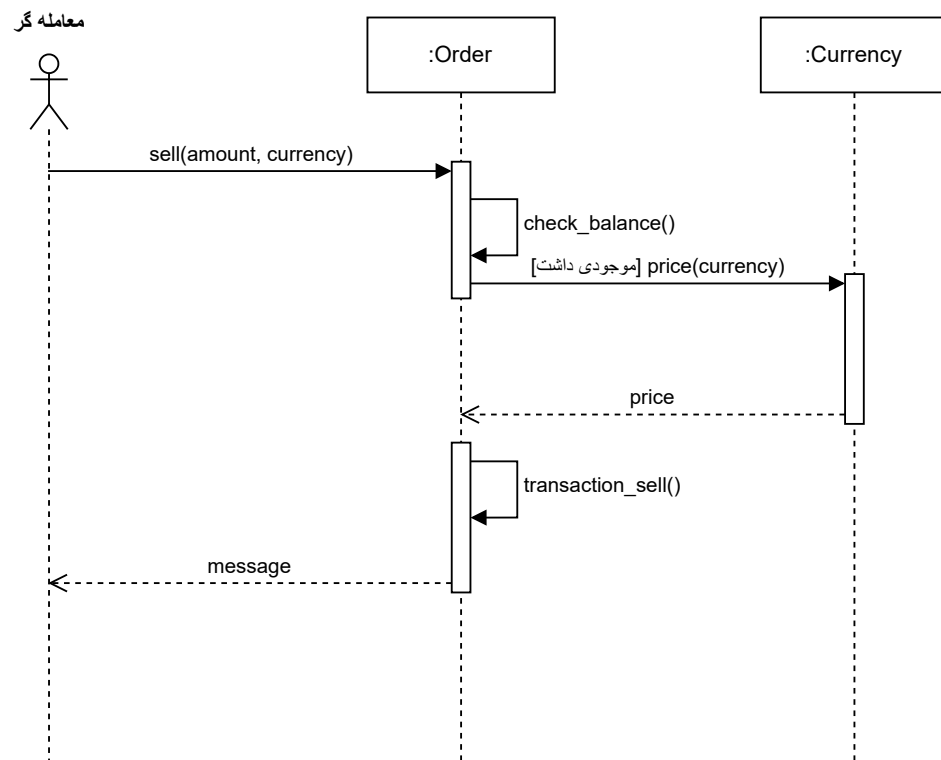 معامله گر
:Order
:Currency
sell(amount, currency)
check_balance()
[موجودی داشت] price(currency)
price
transaction_sell()
message